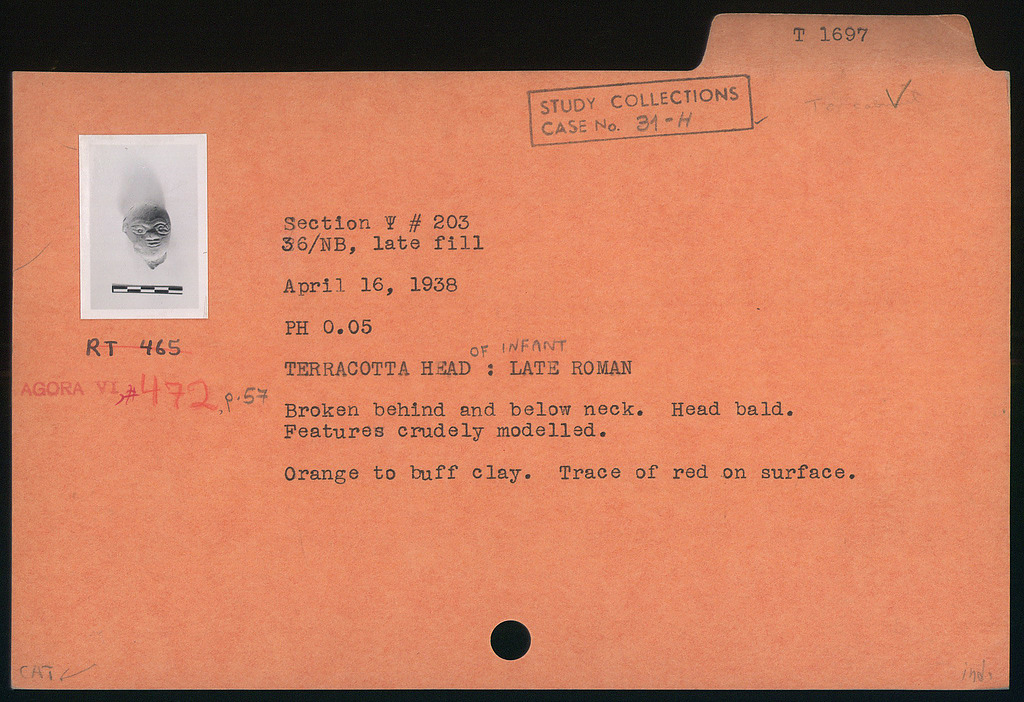 T 1697
STUDY COLLECTIONS
CASE No. 31-H
Section Ψ # 203
36/NB, late fill
April 16, 1938
PH 0.05
RT 465
OF INFANT
TERRACOTTA HEAD : LATE ROMAN
AGORA VI, #472, p. 57
Broken behind and below neck. Head bald.
Features crudely modelled.
Orange to buff clay. Trace of red on surface.
CAT